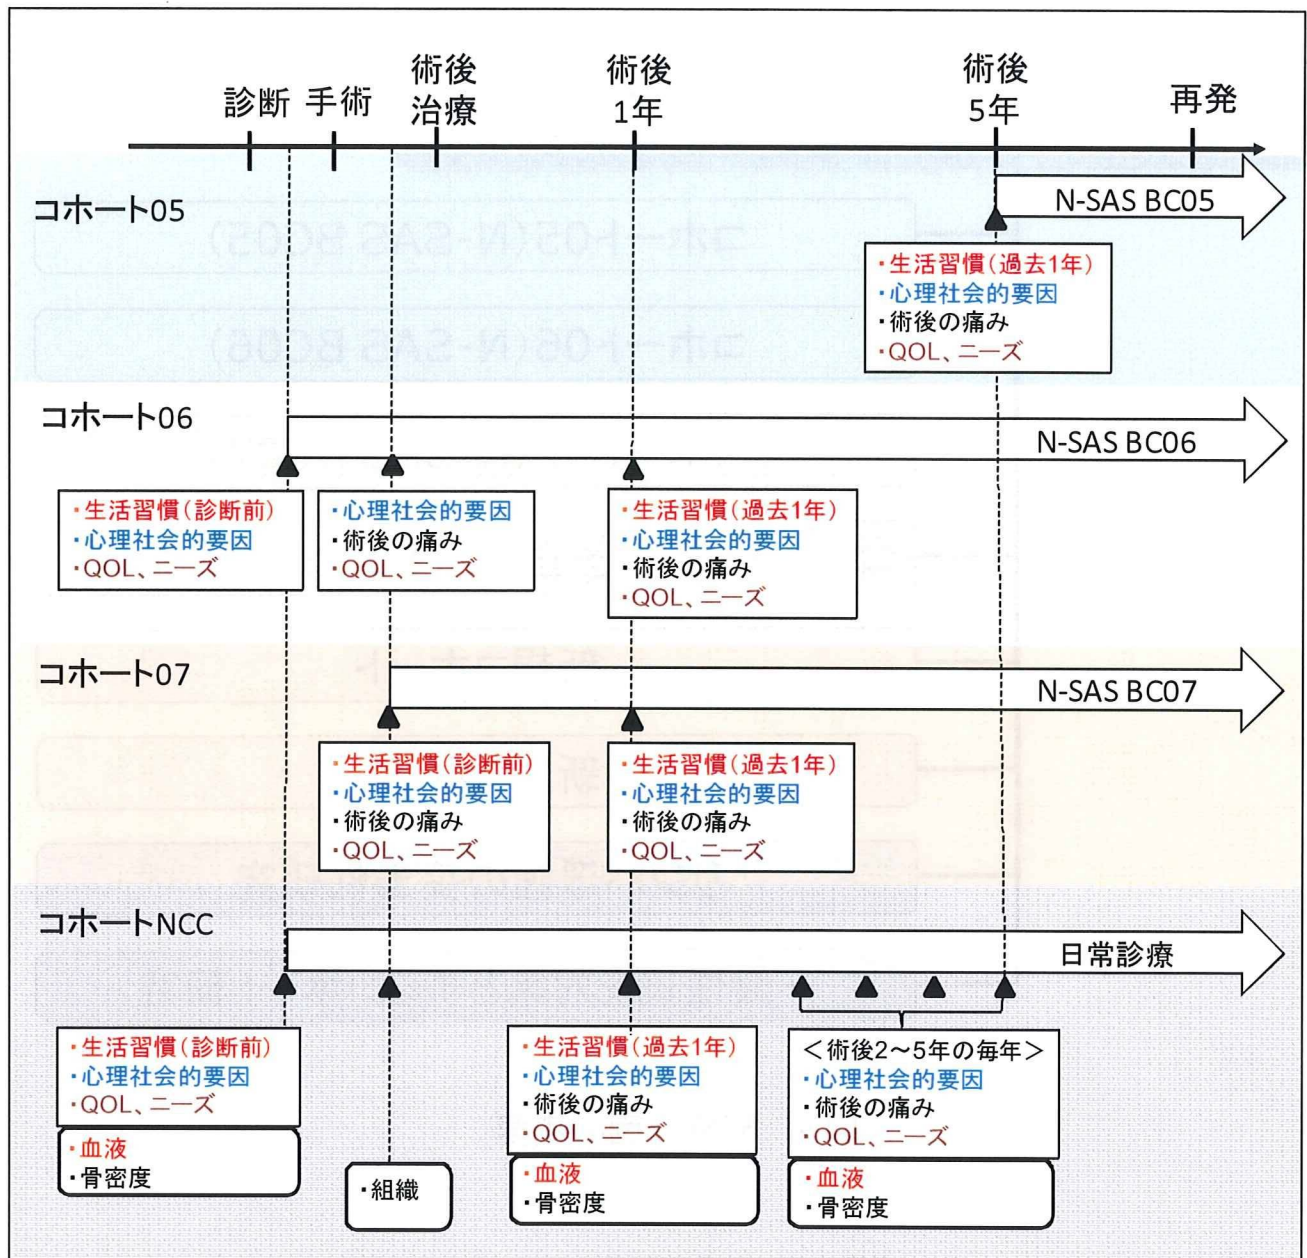 診断 手術 術後治療 術後1年 術後5年 再発
コホート05
N-SAS BC05
・生活習慣(過去1年)
・心理社会的要因
・術後の痛み
・QOL、ニーズ
コホート06
N-SAS BC06
・生活習慣(診断前)
・心理社会的要因
・QOL、ニーズ
・心理社会的要因
・術後の痛み
・QOL、ニーズ
・生活習慣(過去1年)
・心理社会的要因
・術後の痛み
・QOL、ニーズ
コホート07
N-SAS BC07
・生活習慣(診断前)
・心理社会的要因
・術後の痛み
・QOL、ニーズ
・生活習慣(過去1年)
・心理社会的要因
・術後の痛み
・QOL、ニーズ
コホートNCC
日常診療
・生活習慣(診断前)
・心理社会的要因
・QOL、ニーズ
・血液
・骨密度
・組織
・生活習慣(過去1年)
・心理社会的要因
・術後の痛み
・QOL、ニーズ
・血液
・骨密度
<術後2~5年の毎年>
・心理社会的要因
・術後の痛み
・QOL、ニーズ
・血液
・骨密度